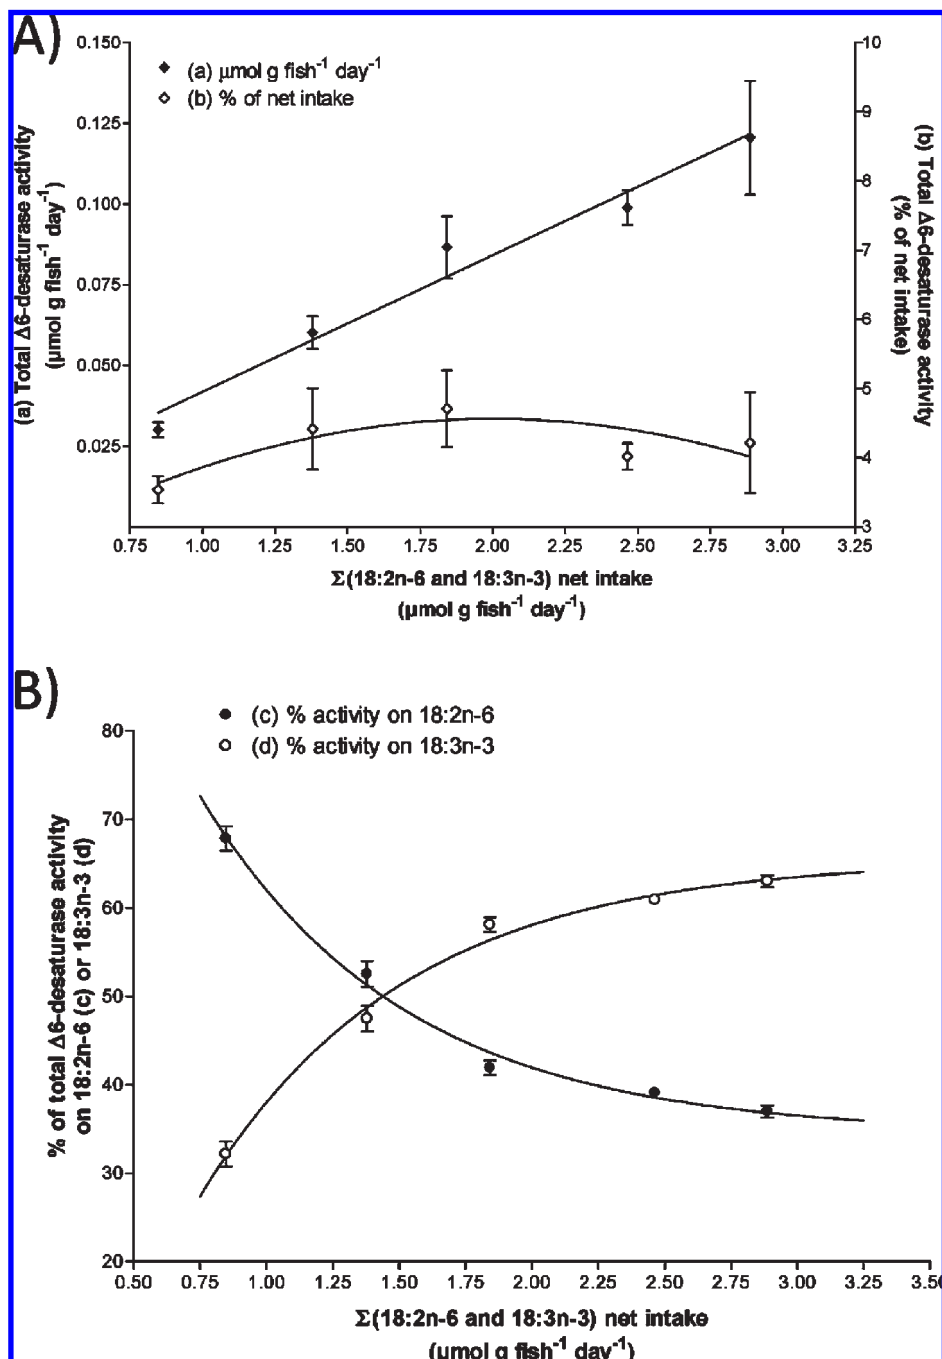 A)
(a) μmol g fish⁻¹ day⁻¹
(b) % of net intake
(a) Total Δ6-desaturase activity
(μmol g fish⁻¹ day⁻¹)
0.150
0.125
0.100
0.075
0.050
0.025
10
9
8
7
6
5
4
3
(b) Total Δ6-desaturase activity
(% of net intake)
0.75 1.00 1.25 1.50 1.75 2.00 2.25 2.50 2.75 3.00 3.25
Σ(18:2n-6 and 18:3n-3) net intake
(μmol g fish⁻¹ day⁻¹)
B)
(c) % activity on 18:2n-6
(d) % activity on 18:3n-3
% of total Δ6-desaturase activity
on 18:2n-6 (c) or 18:3n-3 (d)
80
70
60
50
40
30
20
0.50 0.75 1.00 1.25 1.50 1.75 2.00 2.25 2.50 2.75 3.00 3.25 3.50
Σ(18:2n-6 and 18:3n-3) net intake
(μmol g fish⁻¹ day⁻¹)